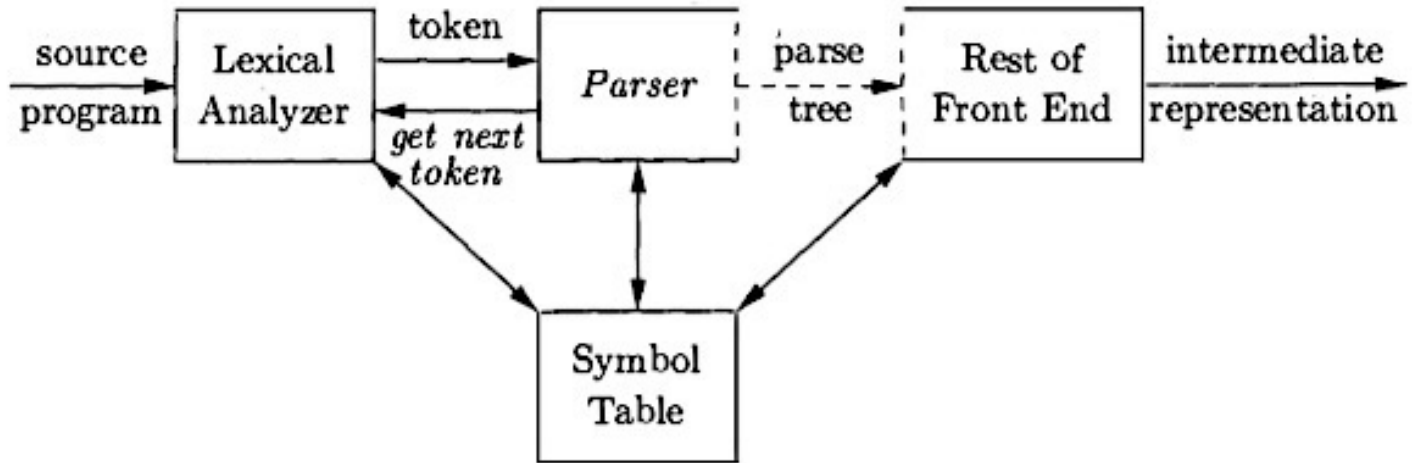 source
program
Lexical
Analyzer
token
get next
token
Parser
parse
tree
Rest of
Front End
intermediate
representation
Symbol
Table